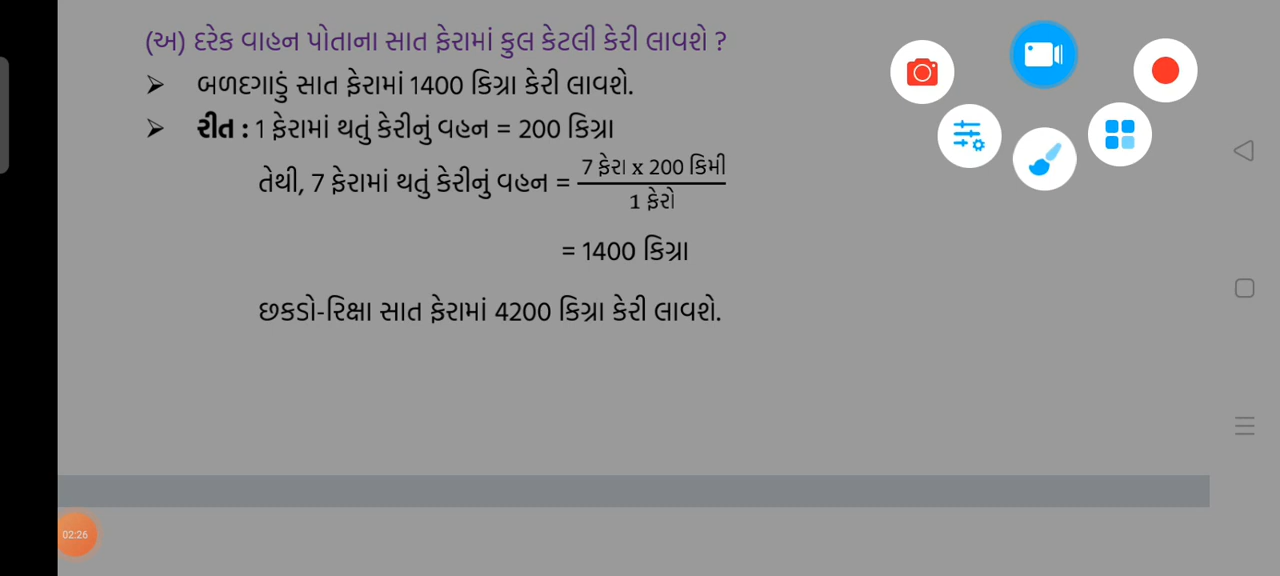 (અ) દરેક વાહન પોતાના સાત ફેરામાં કુલ કેટલી કેરી લાવશે ?
➢ બળદગાડું સાત ફેરામાં 1400 કિગ્રા કેરી લાવશે.
➢ રીત : 1 ફેરામાં થતું કેરીનું વહન = 200 કિગ્રા
તેથી, 7 ફેરામાં થતું કેરીનું વહન = 7 ફેરા x 200 કિમી
1 ફેરો
= 1400 કિગ્રા
છકડો-રિક્ષા સાત ફેરામાં 4200 કિગ્રા કેરી લાવશે.
02:26